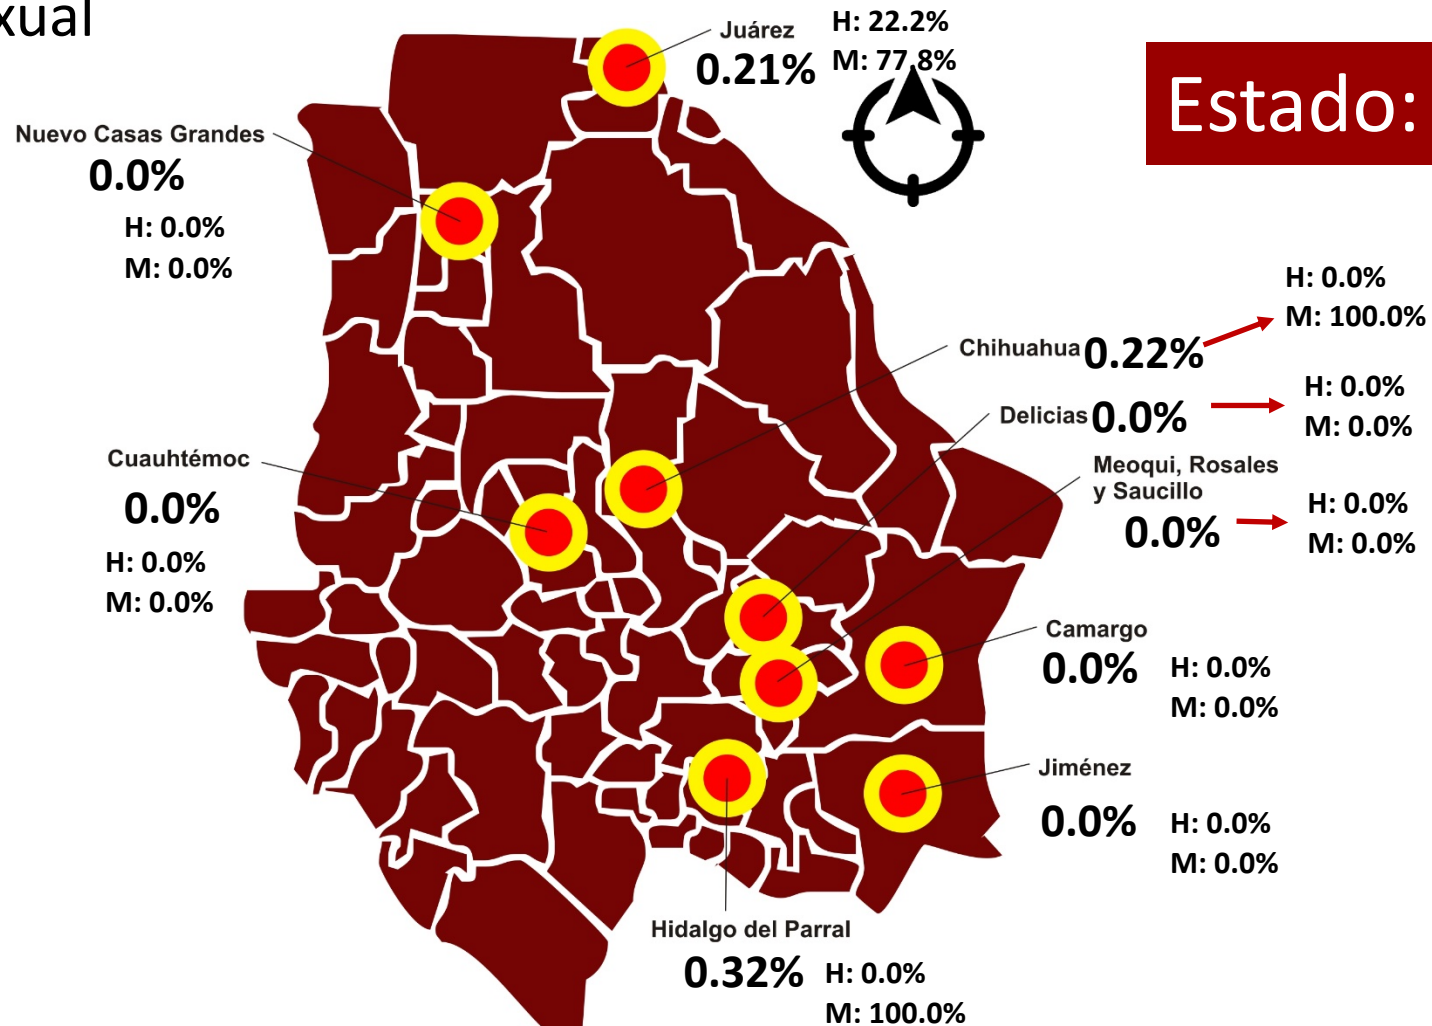 xual
Juárez
0.21%
H: 22.2%
M: 77.8%
Estado:
Nuevo Casas Grandes
0.0%
H: 0.0%
M: 0.0%
H: 0.0%
M: 100.0%
Chihuahua 0.22%
Delicias 0.0%
H: 0.0%
M: 0.0%
Cuauhtémoc
0.0%
H: 0.0%
M: 0.0%
Meoqui, Rosales
y Saucillo
0.0%
H: 0.0%
M: 0.0%
Camargo
0.0%
H: 0.0%
M: 0.0%
Jiménez
0.0%
H: 0.0%
M: 0.0%
Hidalgo del Parral
0.32%
H: 0.0%
M: 100.0%